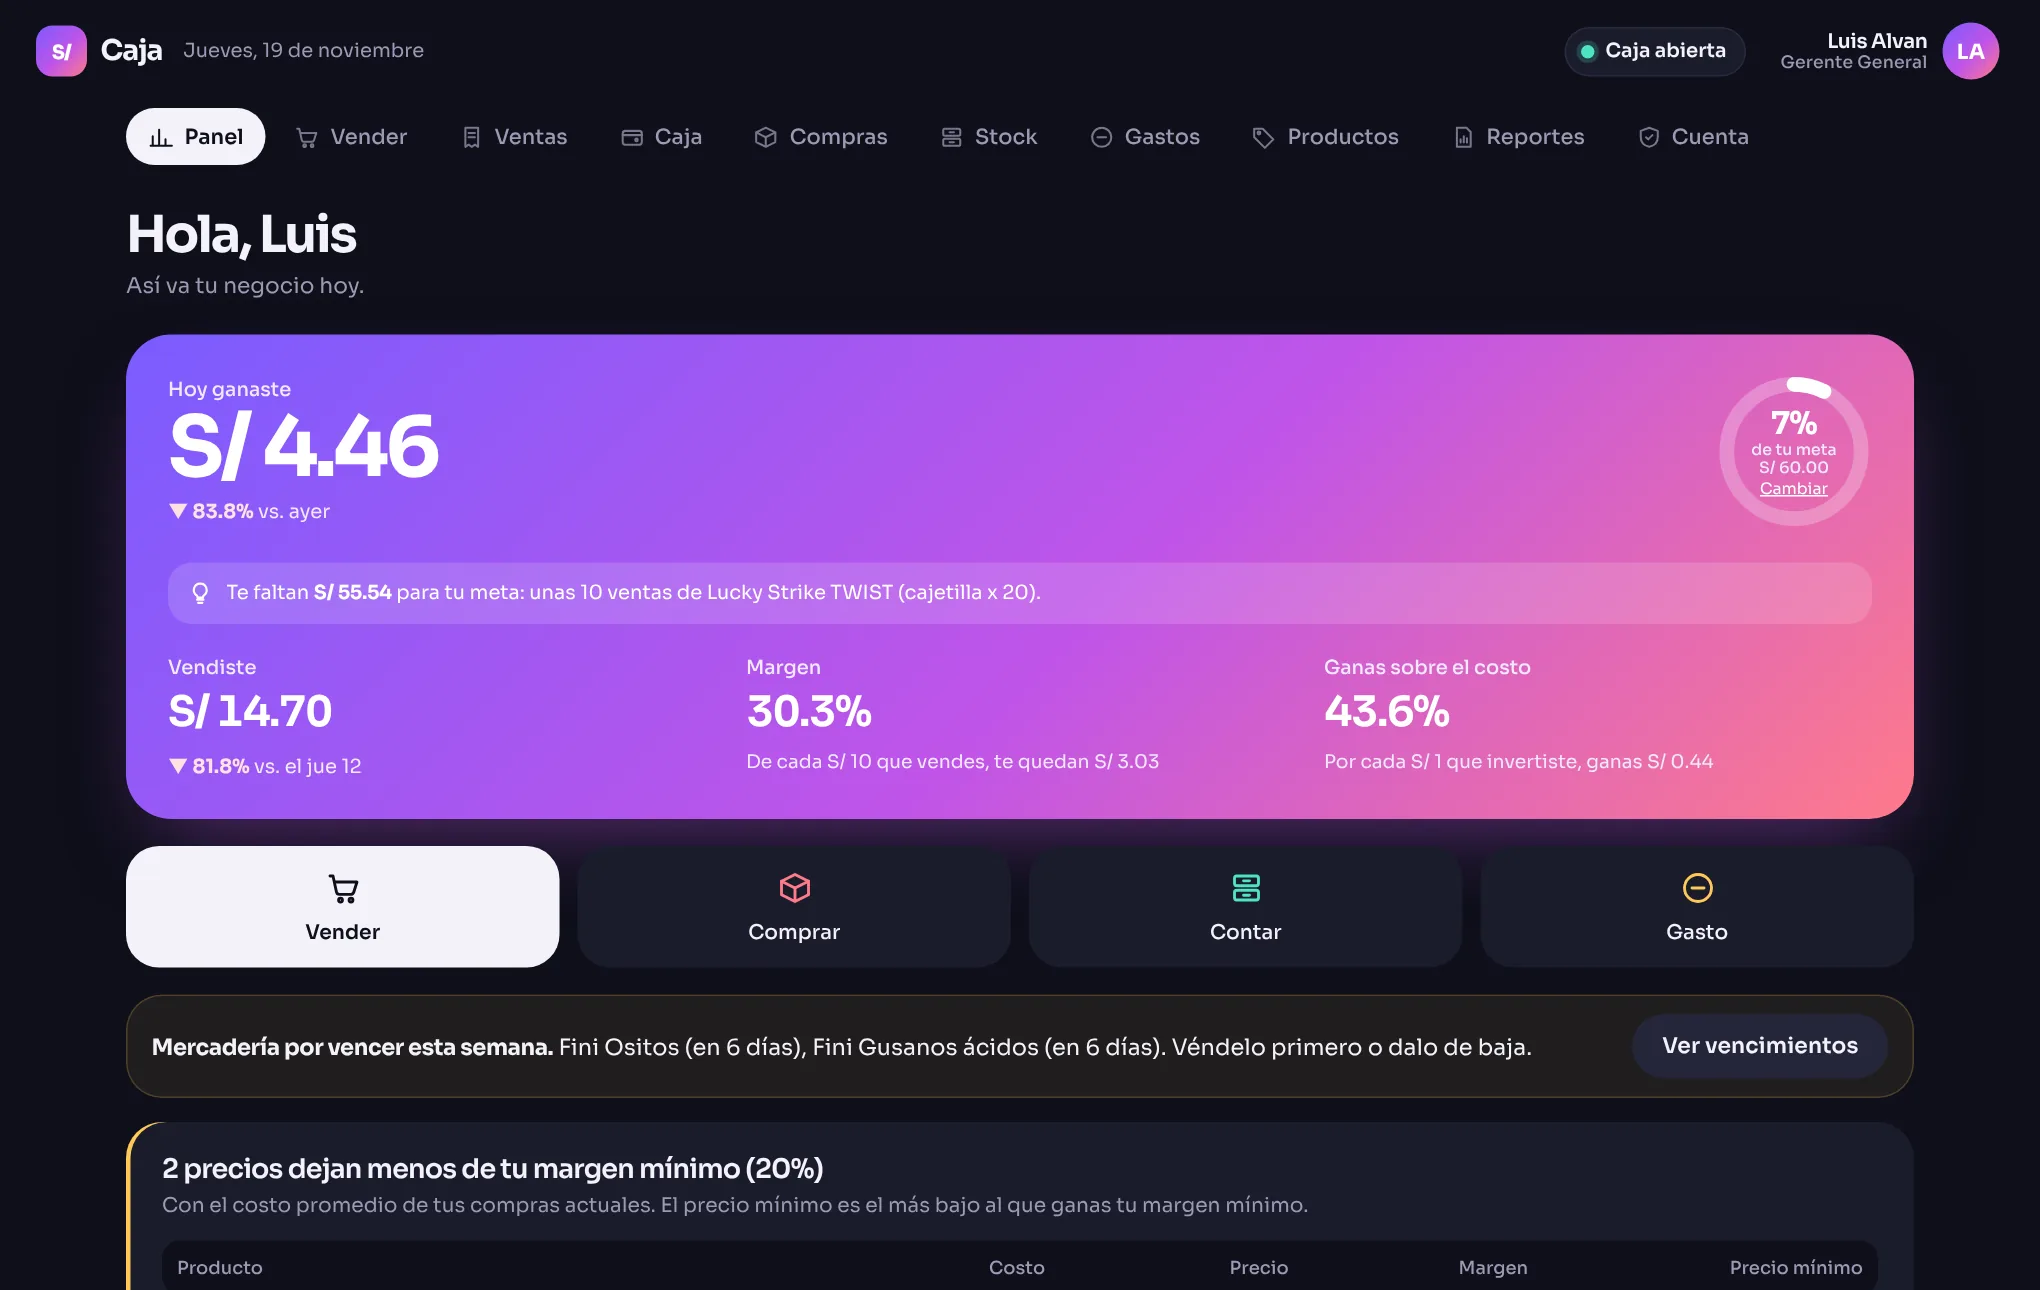 S/ Caja Jueves, 19 de noviembre
Caja abierta
Luis Alvan
Gerente General
LA
Panel Vender Ventas Caja Compras Stock Gastos Productos Reportes Cuenta
Hola, Luis
Así va tu negocio hoy.
Hoy ganaste
S/ 4.46
▼ 83.8% vs. ayer
7%
de tu meta
S/ 60.00
Cambiar
Te faltan S/ 55.54 para tu meta: unas 10 ventas de Lucky Strike TWIST (cajetilla x 20).
Vendiste
S/ 14.70
▼ 81.8% vs. el jue 12
Margen
30.3%
De cada S/ 10 que vendes, te quedan S/ 3.03
Ganas sobre el costo
43.6%
Por cada S/ 1 que invertiste, ganas S/ 0.44
Vender
Comprar
Contar
Gasto
Mercadería por vencer esta semana. Fini Ositos (en 6 días), Fini Gusanos ácidos (en 6 días). Véndelo primero o dalo de baja.
Ver vencimientos
2 precios dejan menos de tu margen mínimo (20%)
Con el costo promedio de tus compras actuales. El precio mínimo es el más bajo al que ganas tu margen mínimo.
Producto Costo Precio Margen Precio mínimo